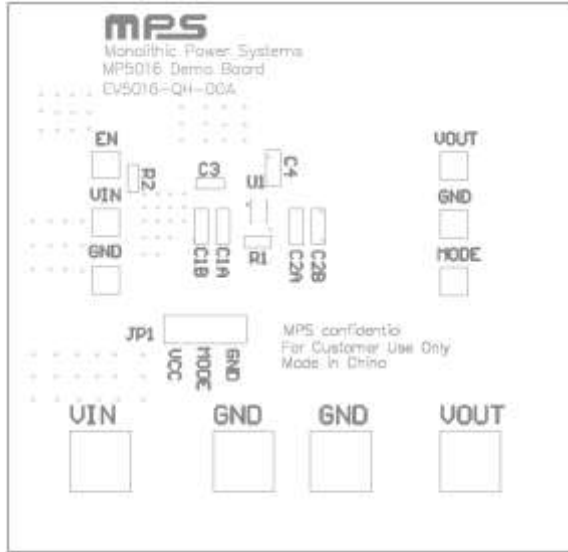 MPS
Monolithic Power Systems
MP5016 Demo Board
EV5016-QH-00A
EN
VOUT
R2
C3
C4
U1
VIN
GND
C1B
C1A
R1
C2A
C2B
GND
MODE
JP1
VCC
MODE
GND
MPS confidential
For Customer Use Only
Made in China
VIN
GND
GND
VOUT